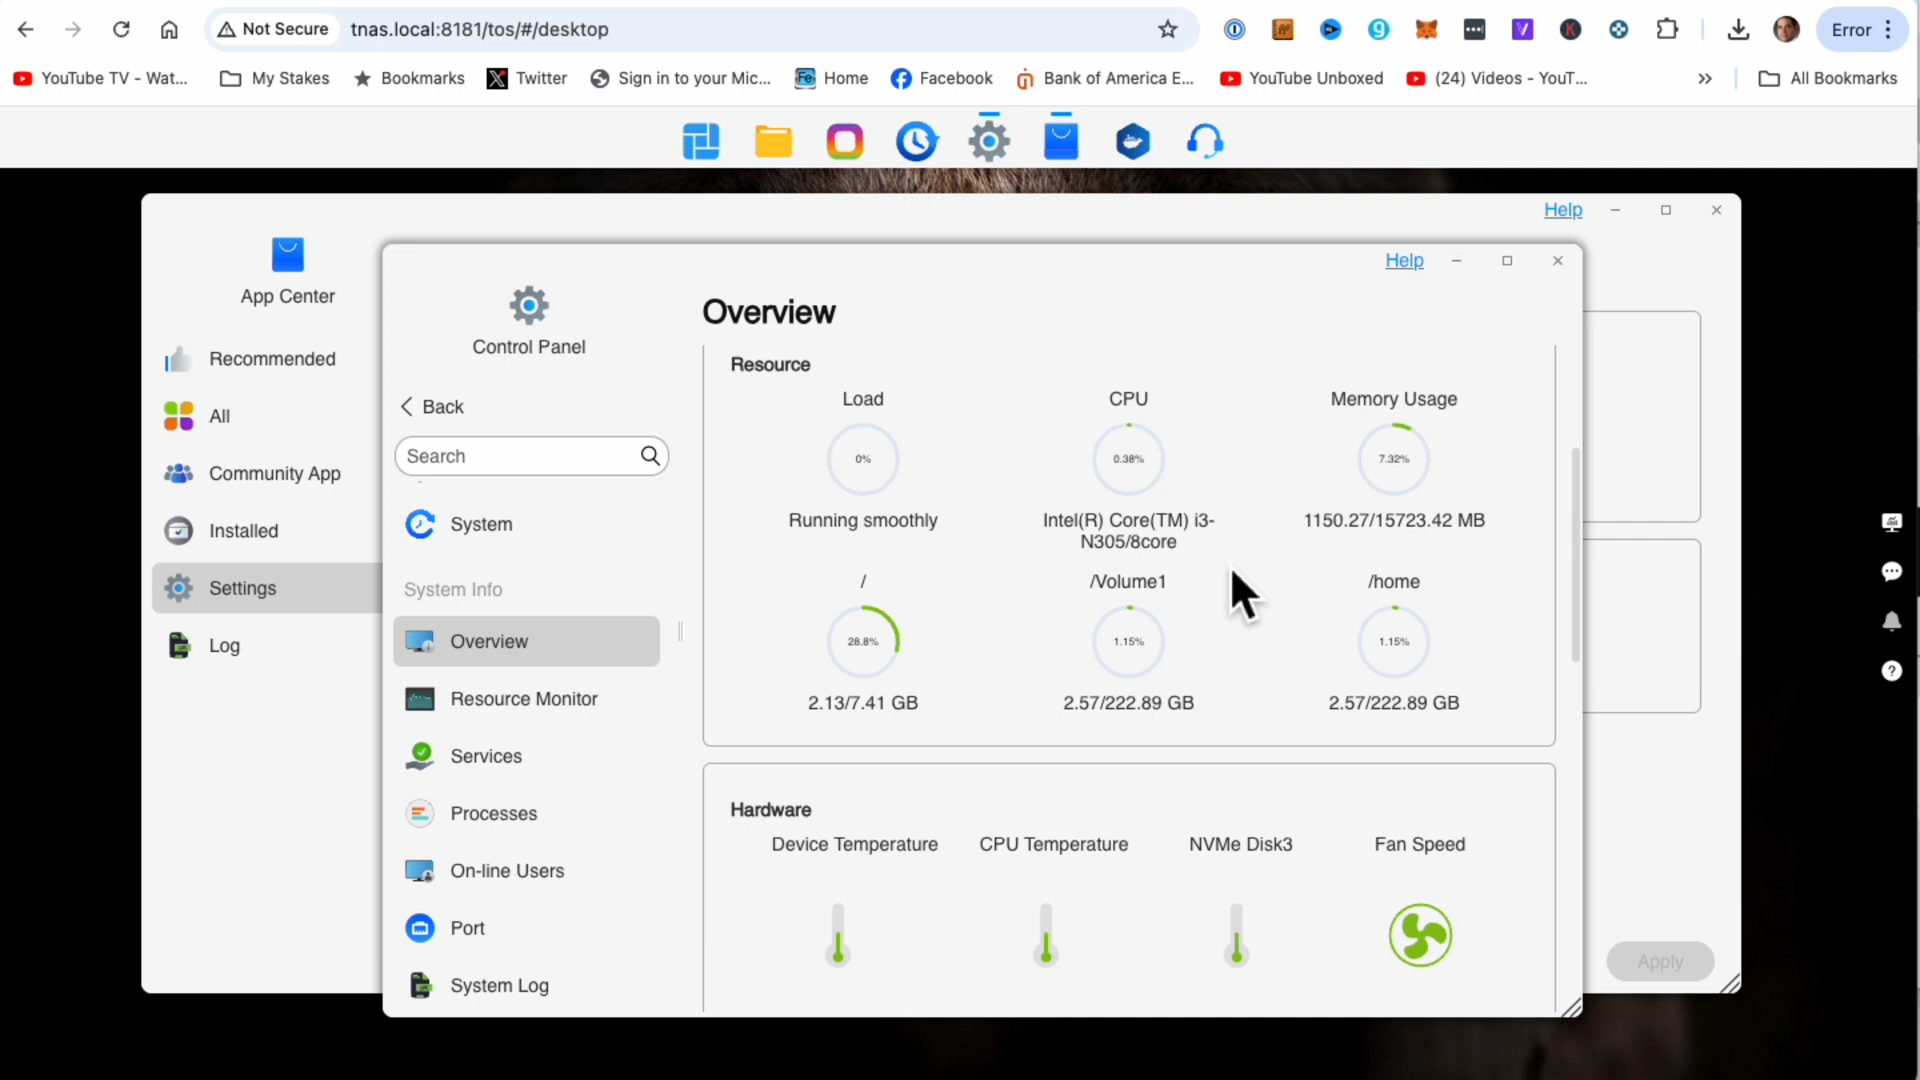 Not Secure
tnas.local:8181/tos/#/desktop
Error
YouTube TV - Wat...
My Stakes
Bookmarks
Twitter
Sign in to your Mic...
Home
Facebook
Bank of America E...
YouTube Unboxed
(24) Videos - YouT...
All Bookmarks
Help
App Center
Recommended
All
Community App
Installed
Settings
Log
Apply
Help
Control Panel
Back
Search
System
System Info
Overview
Resource Monitor
Services
Processes
On-line Users
Port
System Log
Overview
Resource
Load
CPU
Memory Usage
0%
0.38%
7.32%
Running smoothly
Intel(R) Core(TM) i3-
N305/8core
1150.27/15723.42 MB
/
/Volume1
/home
28.8%
1.15%
1.15%
2.13/7.41 GB
2.57/222.89 GB
2.57/222.89 GB
Hardware
Device Temperature
CPU Temperature
NVMe Disk3
Fan Speed